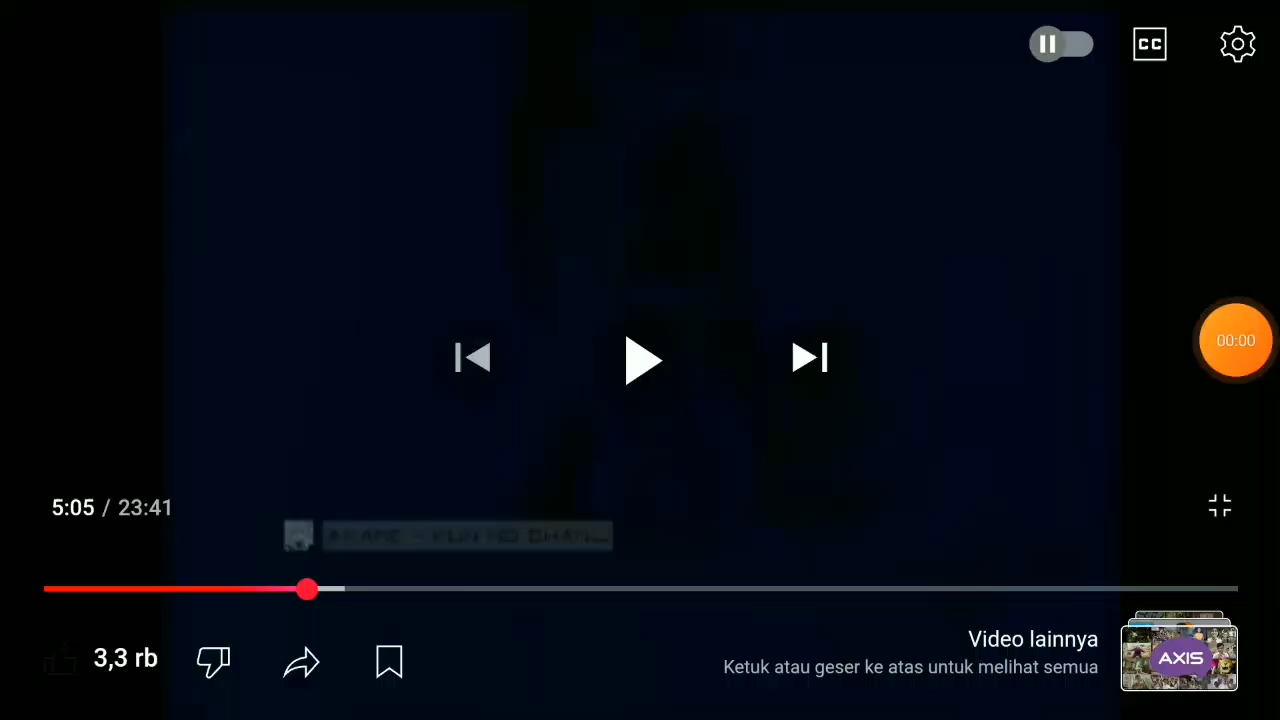 CC
00:00
5:05 / 23:41
3,3 rb
Video lainnya
Ketuk atau geser ke atas untuk melihat semua
AXIS